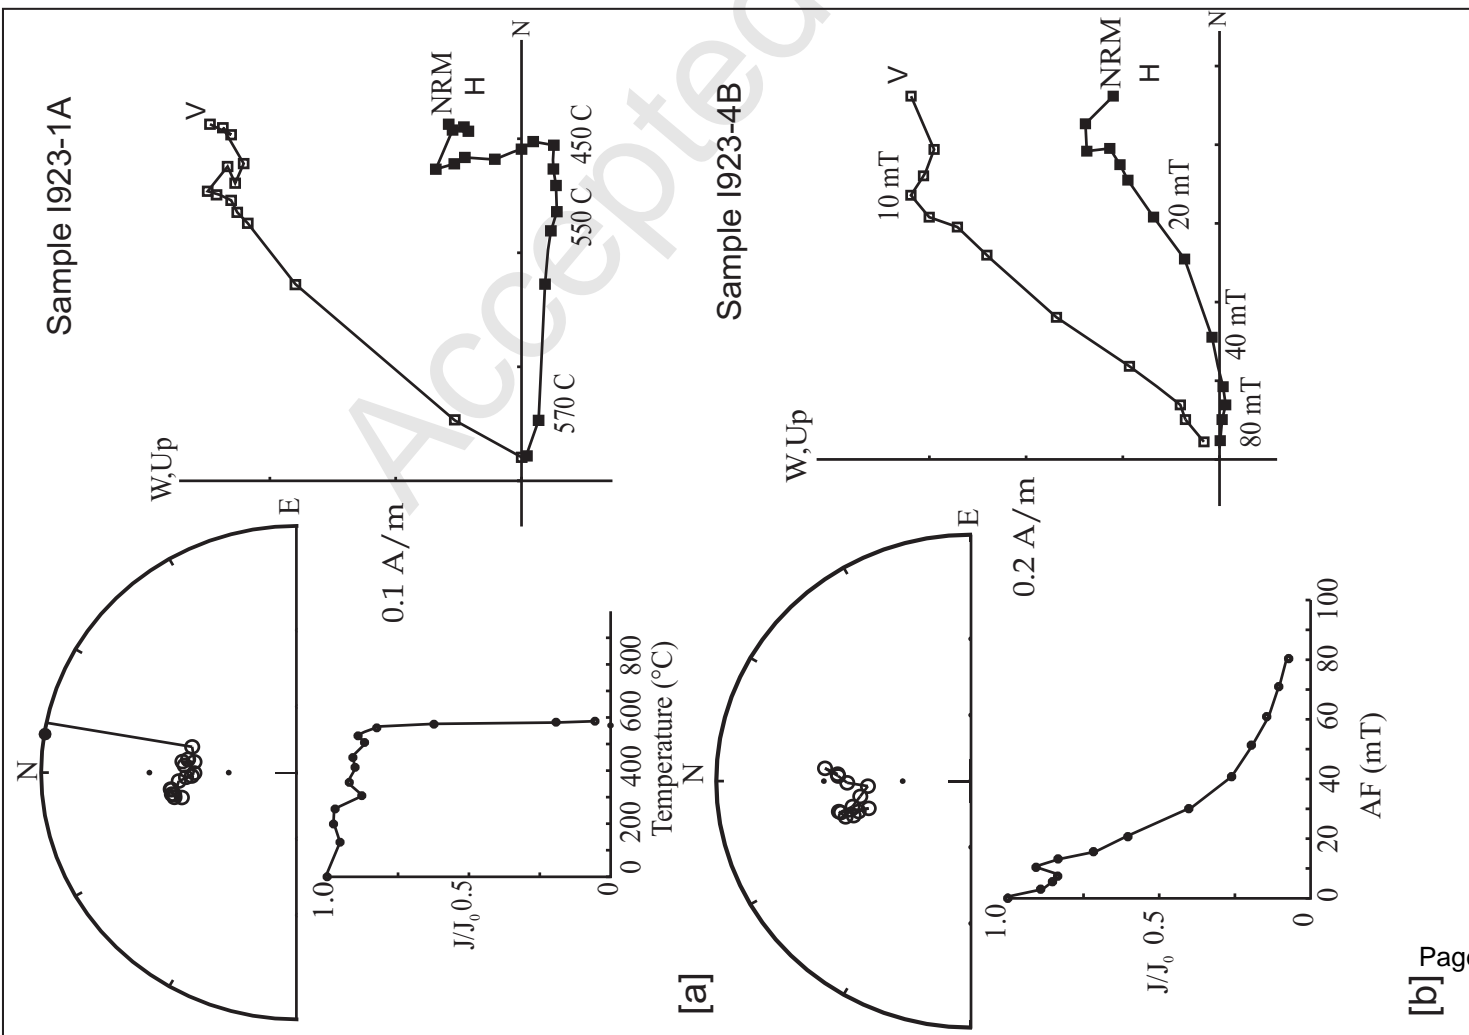 Sample I923-1A
N
E
W,Up
N
V
NRM
H
450 C
550 C
570 C
0.1 A/m
1.0
J/J0 0.5
0
0 200 400 600 800
Temperature (°C)
[a]
Sample I923-4B
N
E
W,Up
N
V
10 mT
NRM
H
20 mT
40 mT
80 mT
0.2 A/m
1.0
J/J0 0.5
0
0 20 40 60 80 100
AF (mT)
[b]
Accepted
Page